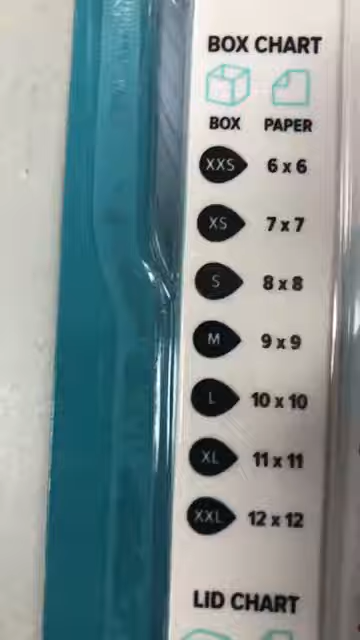 BOX CHART
BOX PAPER
XXS 6 x 6
XS 7 x 7
S 8 x 8
M 9 x 9
L 10 x 10
XL 11 x 11
XXL 12 x 12
LID CHART